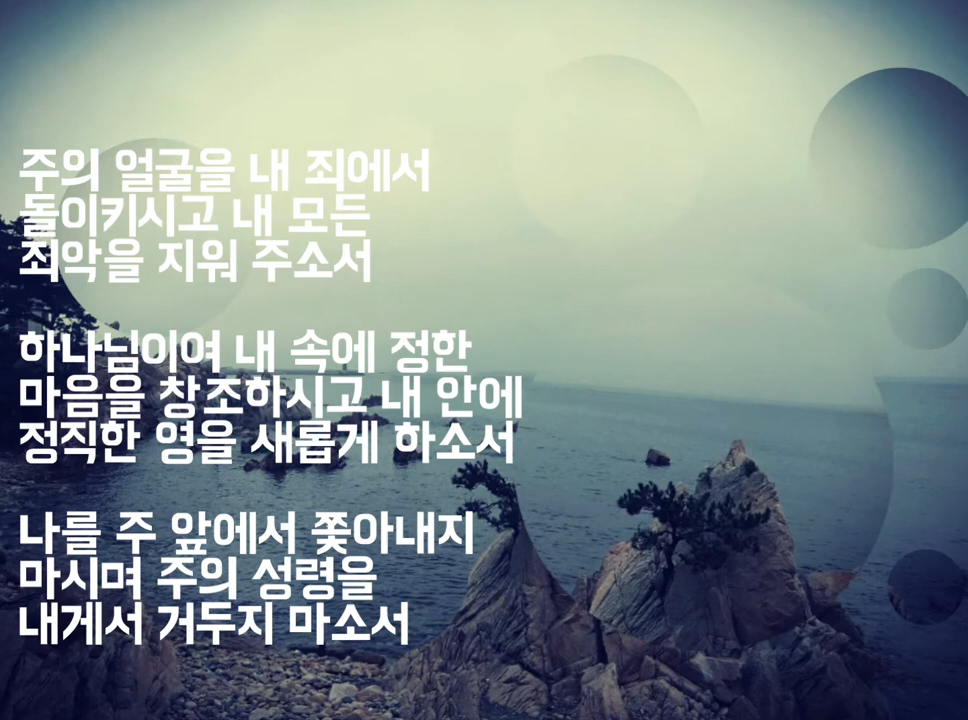 주의 얼굴을 내 죄에서
돌이키시고 내 모든
죄악을 지워 주소서
하나님이여 내 속에 정한
마음을 창조하시고 내 안에
정직한 영을 새롭게 하소서
나를 주 앞에서 쫓아내지
마시며 주의 성령을
내게서 거두지 마소서